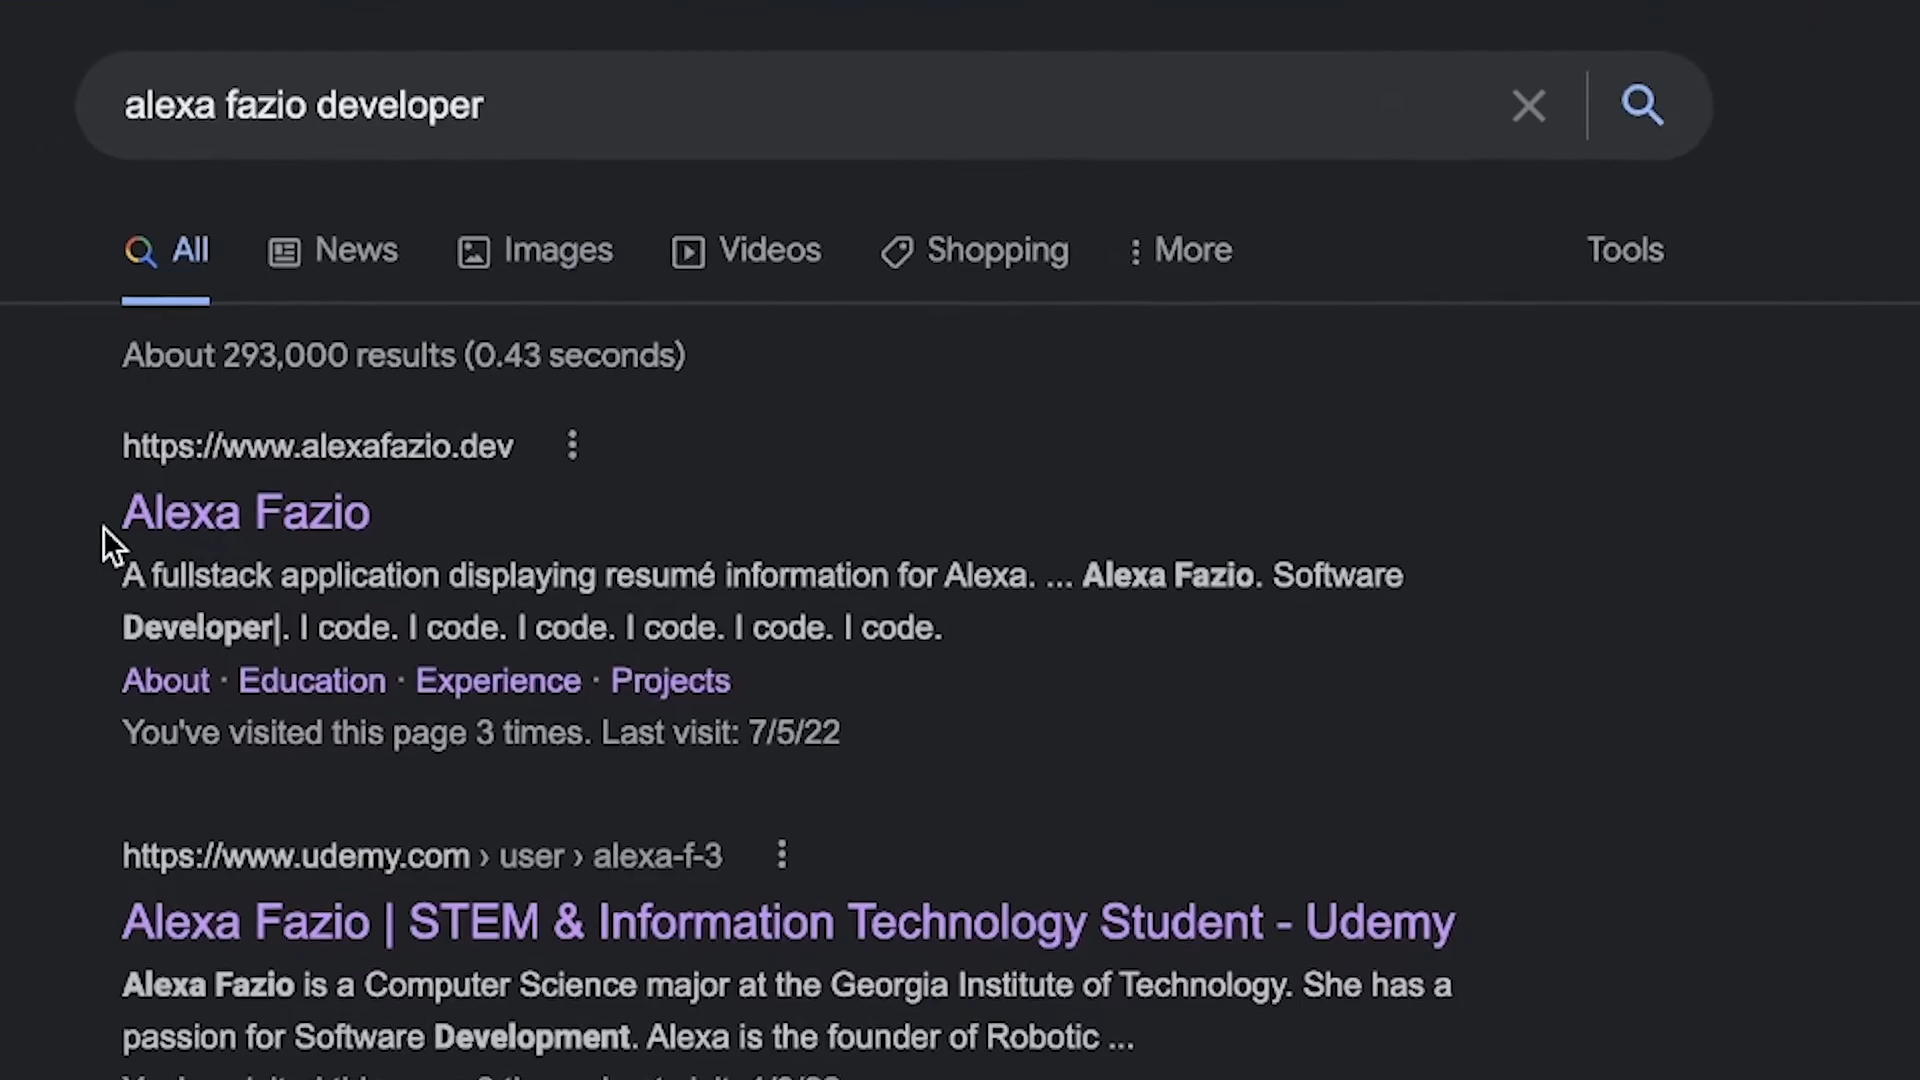 alexa fazio developer
All News Images Videos Shopping More Tools
About 293,000 results (0.43 seconds)
https://www.alexafazio.dev
Alexa Fazio
A fullstack application displaying resumé information for Alexa. ... Alexa Fazio. Software
Developer|. I code. I code. I code. I code. I code. I code.
About · Education · Experience · Projects
You've visited this page 3 times. Last visit: 7/5/22
https://www.udemy.com › user › alexa-f-3
Alexa Fazio | STEM & Information Technology Student - Udemy
Alexa Fazio is a Computer Science major at the Georgia Institute of Technology. She has a
passion for Software Development. Alexa is the founder of Robotic ...